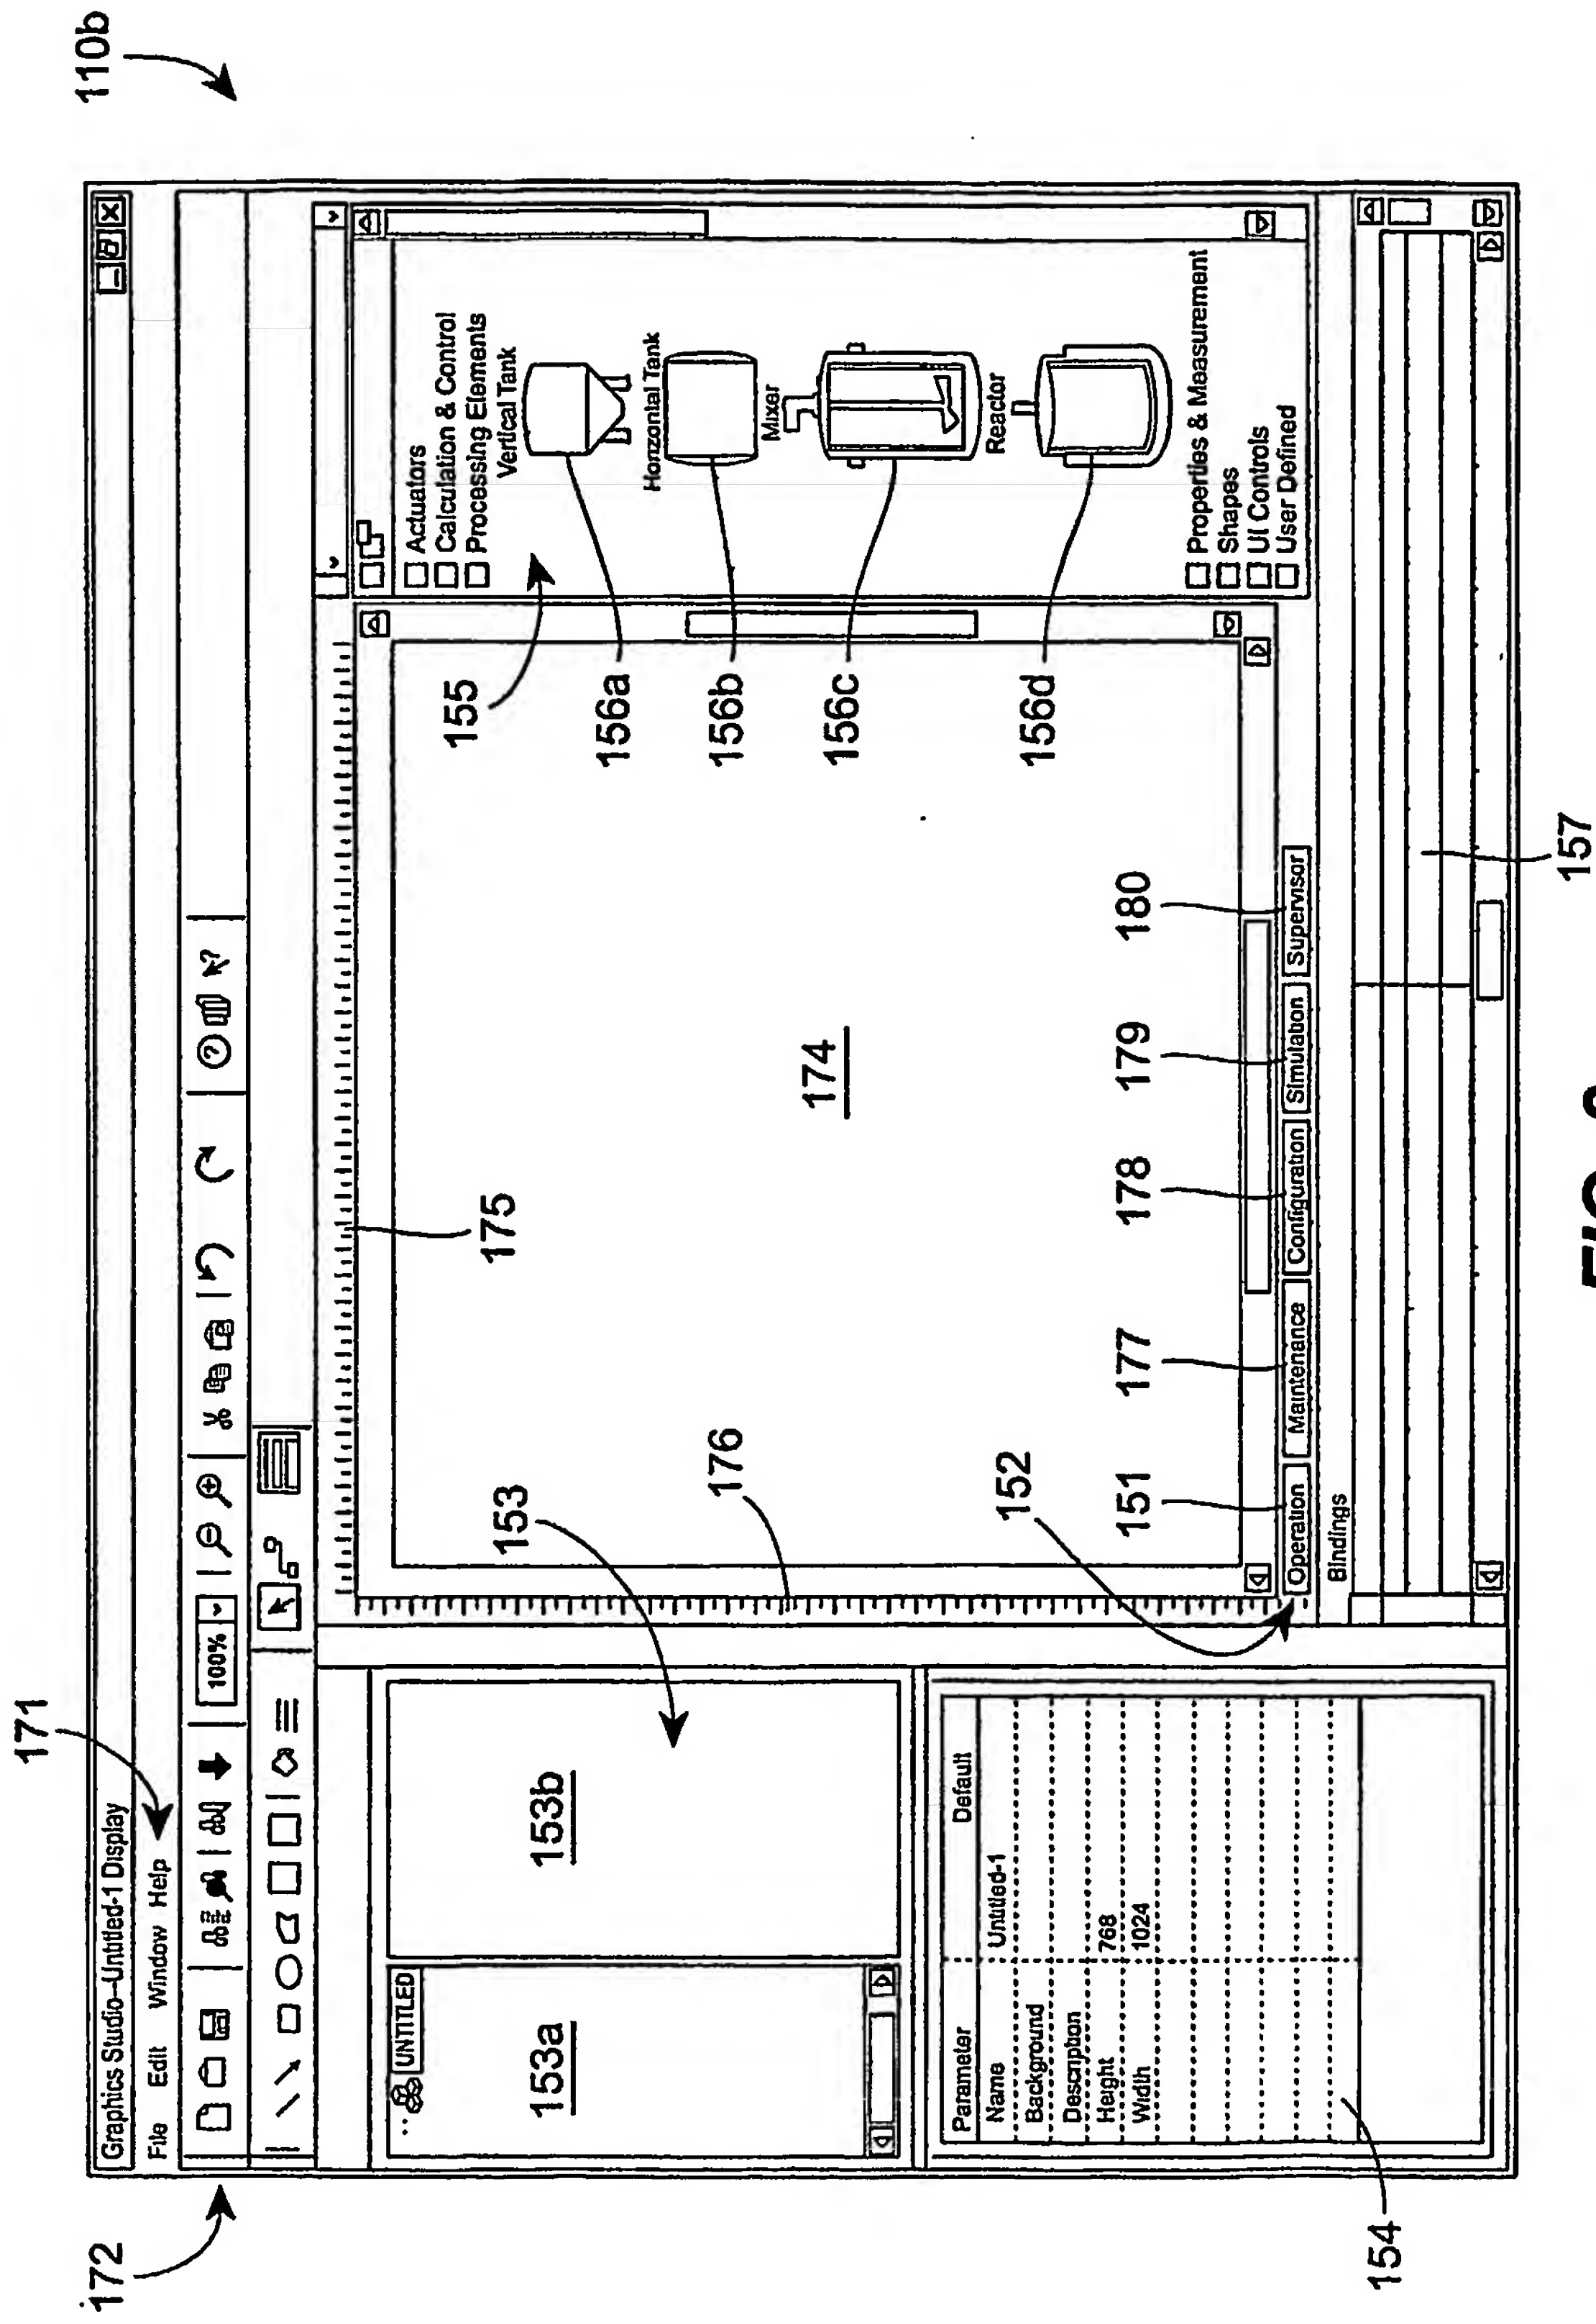 110b
171
172
Graphics Studio--Untitled-1 Display
File Edit Window Help
100%
UNTITLED
153a
153b
153
175
176
174
155
Actuators
Calculation & Control
Processing Elements
Vertical Tank
156a
Horizontal Tank
156b
Mixer
156c
Reactor
156d
Properties & Measurement
Shapes
UI Controls
User Defined
Parameter Default
Name Untitled-1
Background
Description
Height 768
Width 1024
154
152
151 177 178 179 180
Operation Maintenance Configuration Simulation Supervisor
Bindings
157